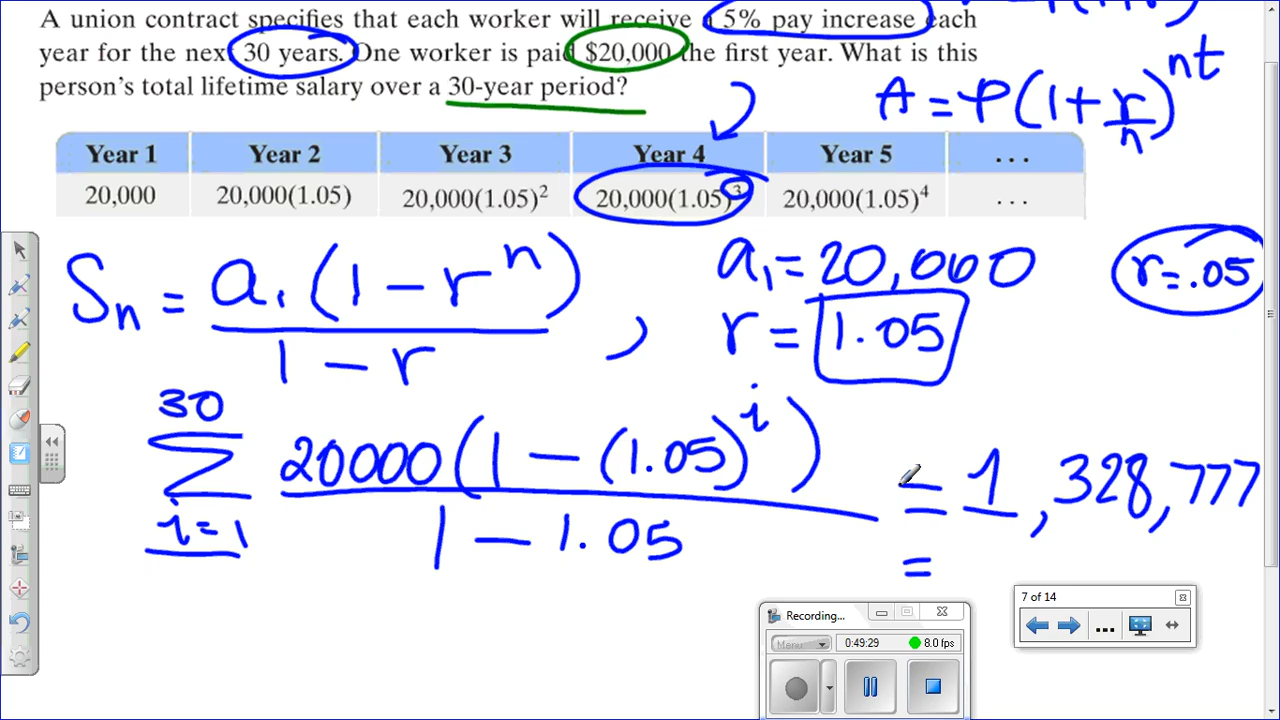 A union contract specifies that each worker will receive a 5% pay increase each
year for the next 30 years. One worker is paid $20,000 the first year. What is this
person's total lifetime salary over a 30-year period?
A = P(1 + r/n)^nt
Year 1 Year 2 Year 3 Year 4 Year 5 ...
20,000 20,000(1.05) 20,000(1.05)² 20,000(1.05)³ 20,000(1.05)⁴ ...
Sn = a₁(1 - rⁿ) / 1 - r ,
a₁ = 20,000
r = 1.05
r = .05
30
Σ 20000(1 - (1.05)^i) / 1 - 1.05 = 1,328,777
i = 1
=
7 of 14
...
Recording...
Menu 0:49:29 8.0 fps